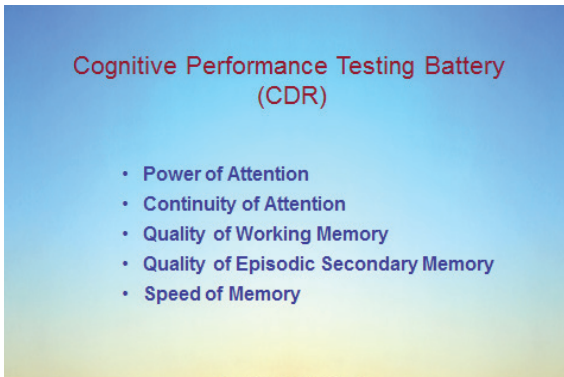 Cognitive Performance Testing Battery
(CDR)
• Power of Attention
• Continuity of Attention
• Quality of Working Memory
• Quality of Episodic Secondary Memory
• Speed of Memory